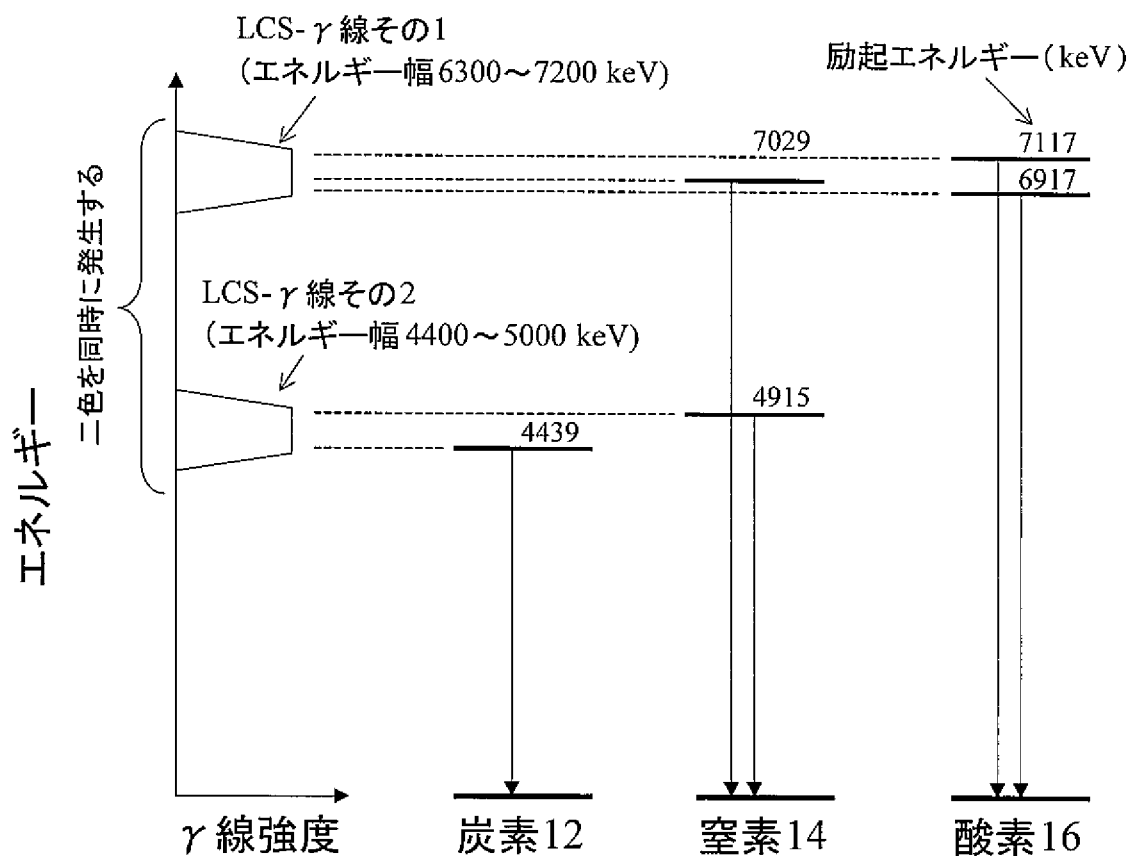 LCS-γ線その1
(エネルギー幅6300～7200 keV)
励起エネルギー(keV)
7029
7117
6917
二色を同時に発生する
LCS-γ線その2
(エネルギー幅4400～5000 keV)
4915
4439
エネルギー
γ線強度
炭素12
窒素14
酸素16